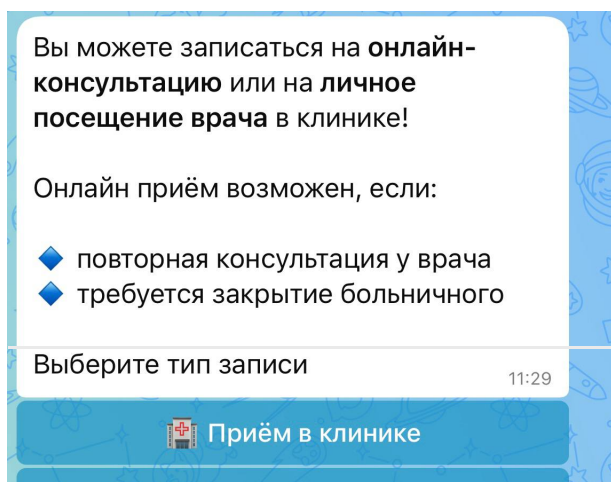 Вы можете записаться на онлайн-
консультацию или на личное
посещение врача в клинике!
Онлайн приём возможен, если:
🔷 повторная консультация у врача
🔷 требуется закрытие больничного
Выберите тип записи
11:29
🏥 Приём в клинике